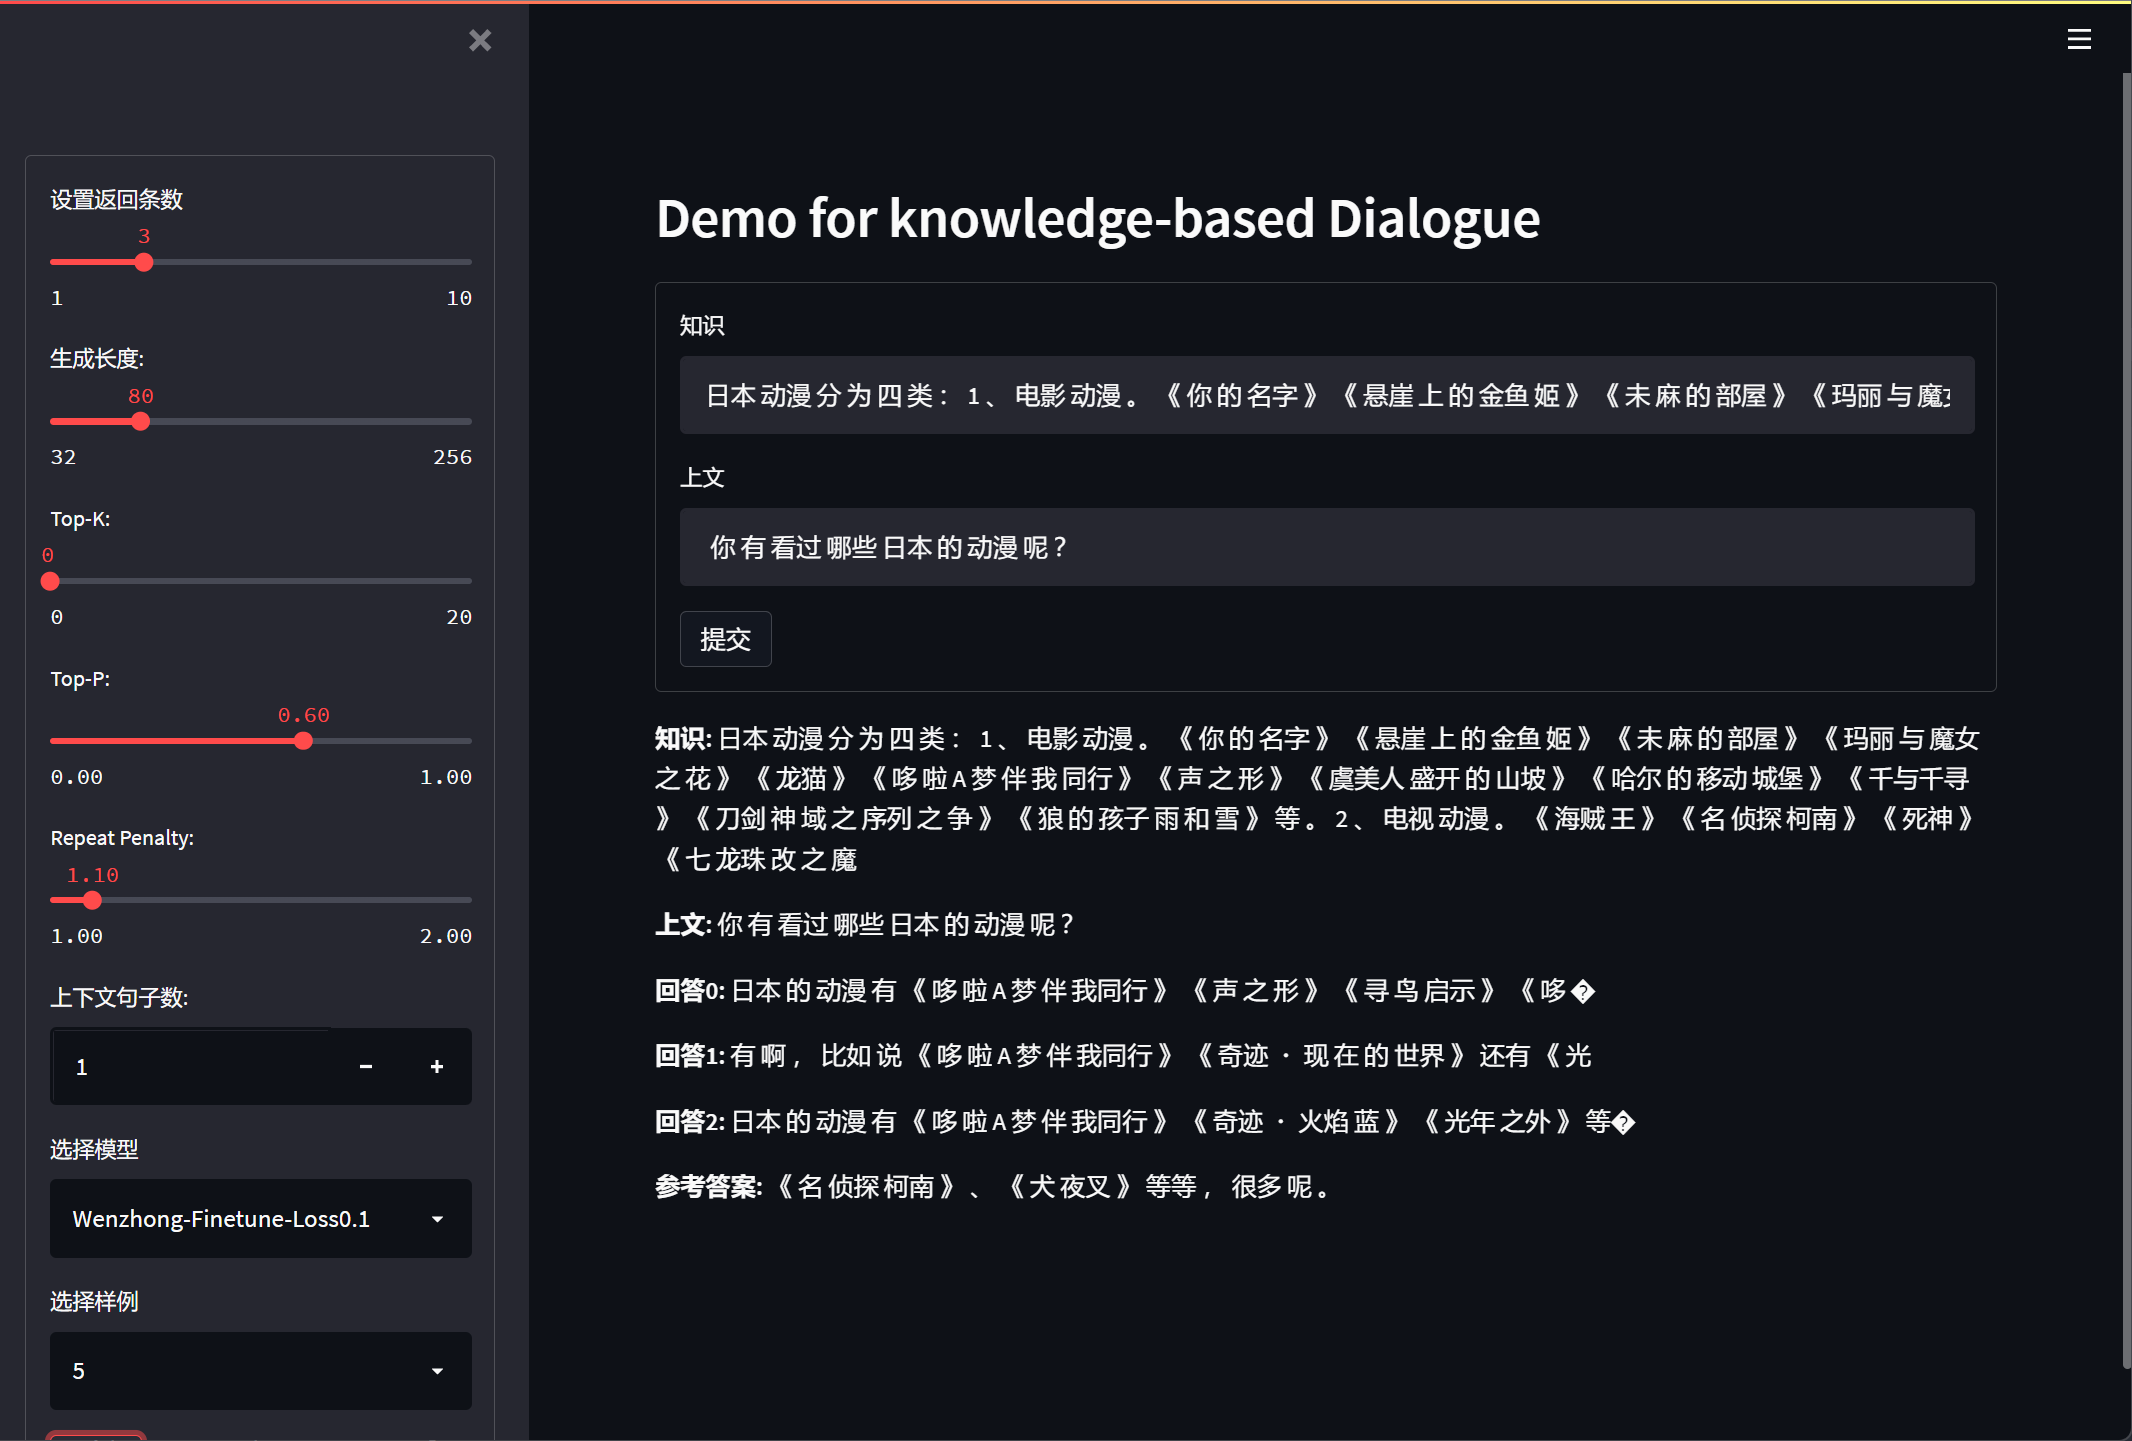 设置返回条数
3
1 10
生成长度:
80
32 256
Top-K:
0
0 20
Top-P:
0.60
0.00 1.00
Repeat Penalty:
1.10
1.00 2.00
上下文句子数:
1 − +
选择模型
Wenzhong-Finetune-Loss0.1
选择样例
5
Demo for knowledge-based Dialogue
知识
日本动漫分为四类：1、电影动漫。《你的名字》《悬崖上的金鱼姬》《未麻的部屋》《玛丽与魔
上文
你有看过哪些日本的动漫呢？
提交
知识:日本动漫分为四类：1、电影动漫。《你的名字》《悬崖上的金鱼姬》《未麻的部屋》《玛丽与魔女
之花》《龙猫》《哆啦A梦伴我同行》《声之形》《虞美人盛开的山坡》《哈尔的移动城堡》《千与千寻
》《刀剑神域之序列之争》《狼的孩子雨和雪》等。2、电视动漫。《海贼王》《名侦探柯南》《死神》
《七龙珠改之魔
上文:你有看过哪些日本的动漫呢？
回答0:日本的动漫有《哆啦A梦伴我同行》《声之形》《寻鸟启示》《哆�
回答1:有啊，比如说《哆啦A梦伴我同行》《奇迹·现在的世界》还有《光
回答2:日本的动漫有《哆啦A梦伴我同行》《奇迹·火焰蓝》《光年之外》等�
参考答案:《名侦探柯南》、《犬夜叉》等等，很多呢。